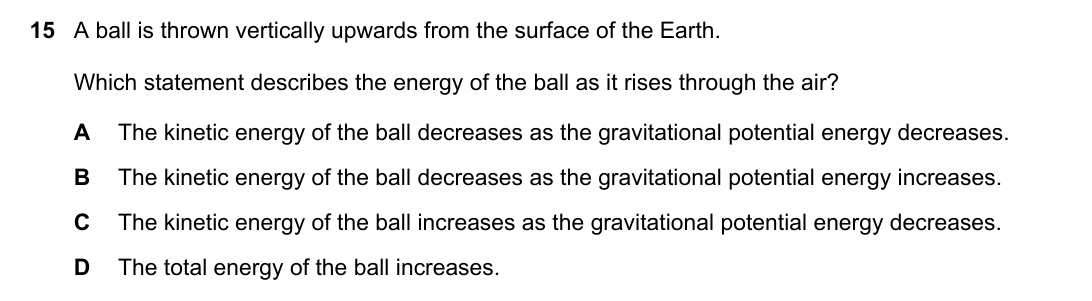 15 A ball is thrown vertically upwards from the surface of the Earth.
Which statement describes the energy of the ball as it rises through the air?
A The kinetic energy of the ball decreases as the gravitational potential energy decreases.
B The kinetic energy of the ball decreases as the gravitational potential energy increases.
C The kinetic energy of the ball increases as the gravitational potential energy decreases.
D The total energy of the ball increases.